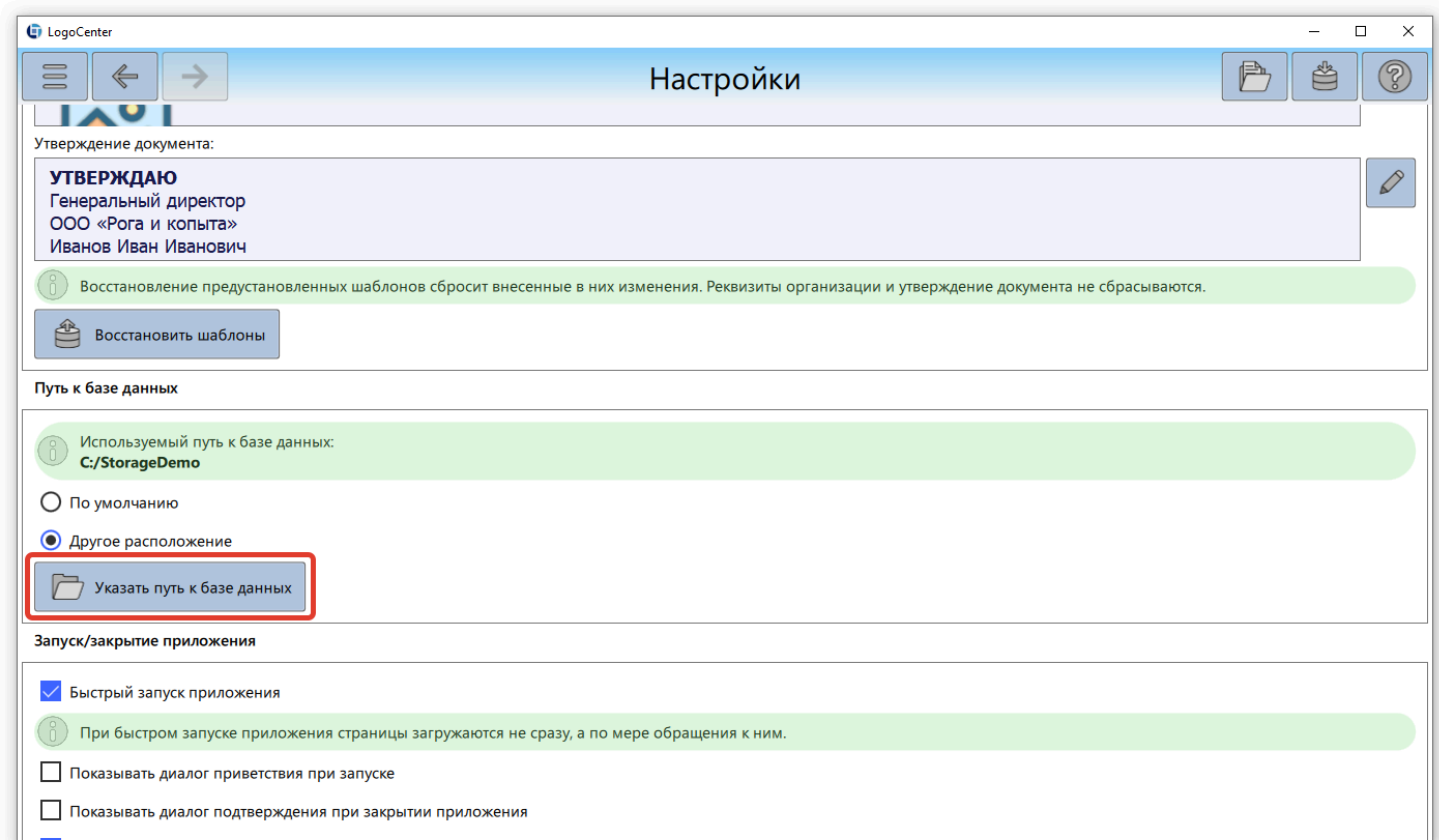 LogoCenter
Настройки
Утверждение документа:
УТВЕРЖДАЮ
Генеральный директор
ООО «Рога и копыта»
Иванов Иван Иванович
Восстановление предустановленных шаблонов сбросит внесенные в них изменения. Реквизиты организации и утверждение документа не сбрасываются.
Восстановить шаблоны
Путь к базе данных
Используемый путь к базе данных:
C:/StorageDemo
По умолчанию
Другое расположение
Указать путь к базе данных
Запуск/закрытие приложения
Быстрый запуск приложения
При быстром запуске приложения страницы загружаются не сразу, а по мере обращения к ним.
Показывать диалог приветствия при запуске
Показывать диалог подтверждения при закрытии приложения